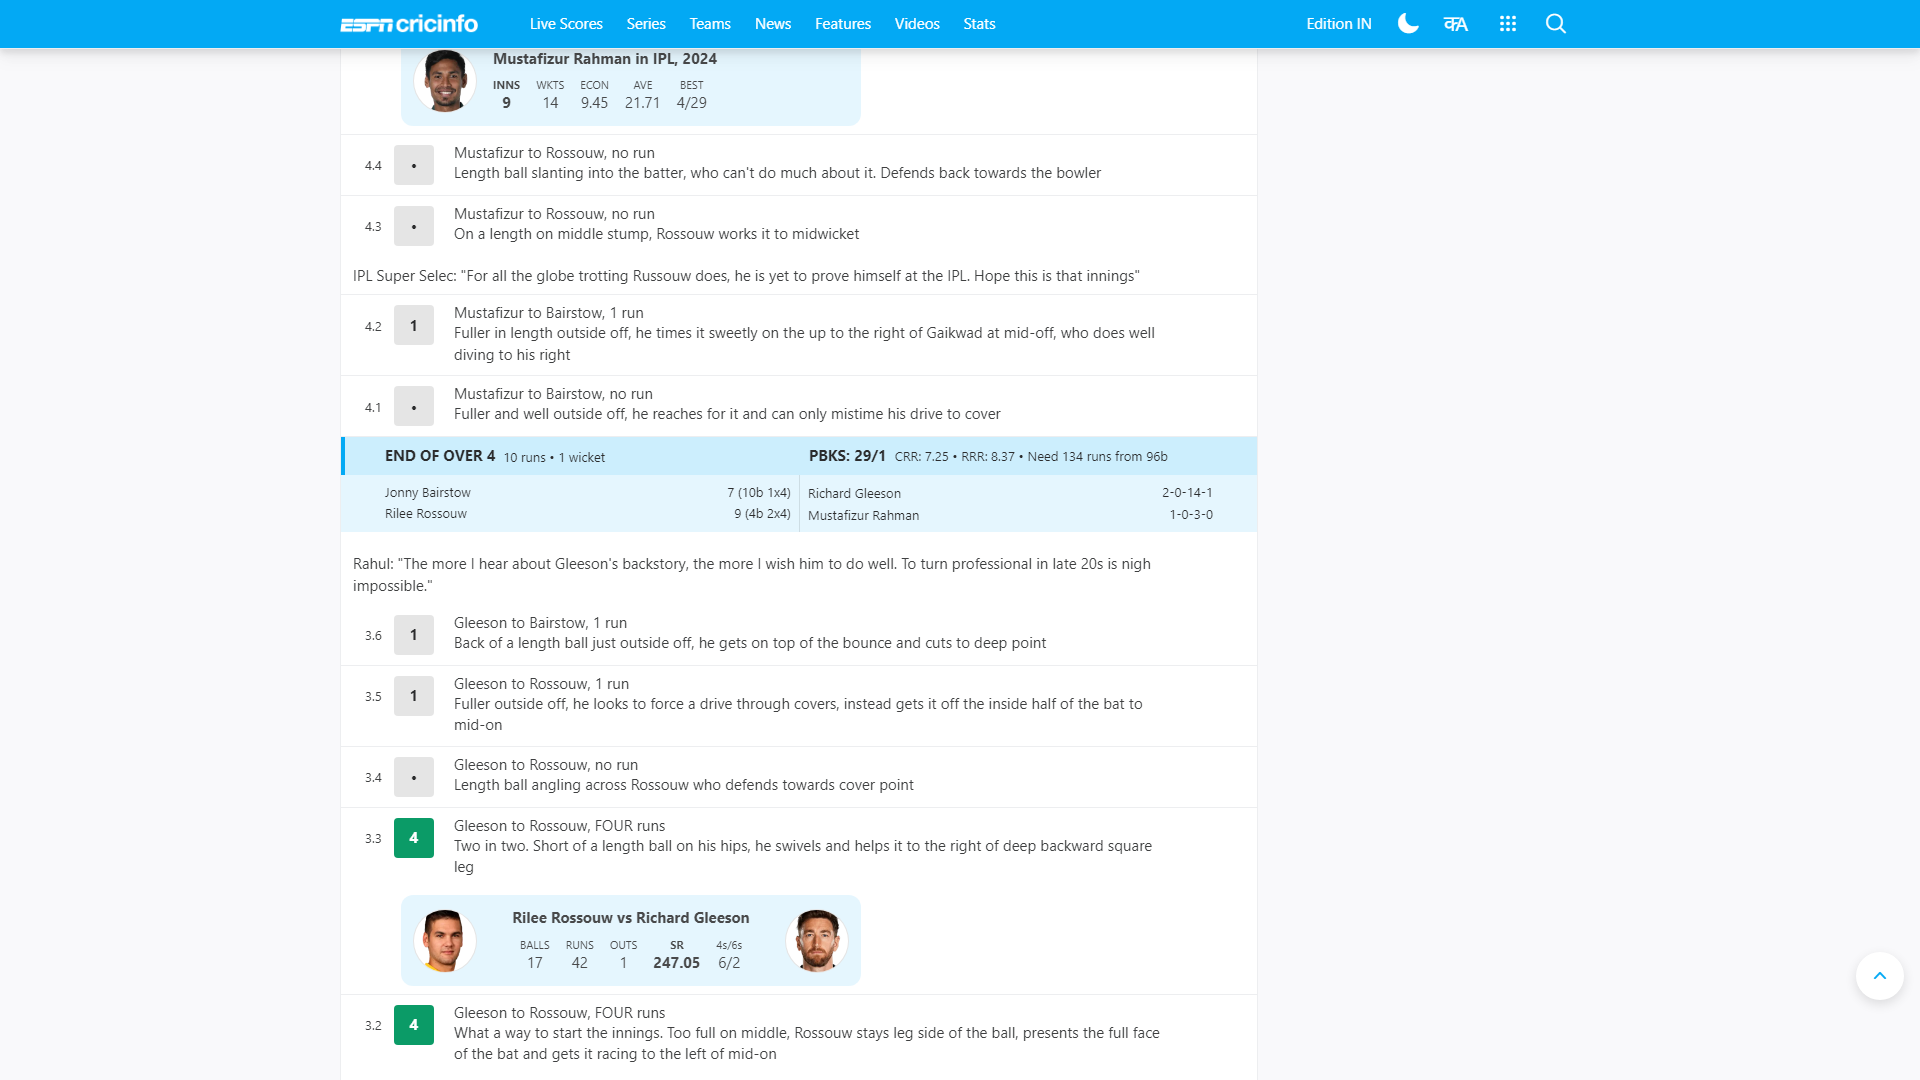 ESPN cricinfo Live Scores Series Teams News Features Videos Stats Edition IN कA
Mustafizur Rahman in IPL, 2024
INNS WKTS ECON AVE BEST
9 14 9.45 21.71 4/29
4.4 • Mustafizur to Rossouw, no run
Length ball slanting into the batter, who can't do much about it. Defends back towards the bowler
4.3 • Mustafizur to Rossouw, no run
On a length on middle stump, Rossouw works it to midwicket
IPL Super Selec: "For all the globe trotting Russouw does, he is yet to prove himself at the IPL. Hope this is that innings"
4.2 1 Mustafizur to Bairstow, 1 run
Fuller in length outside off, he times it sweetly on the up to the right of Gaikwad at mid-off, who does well
diving to his right
4.1 • Mustafizur to Bairstow, no run
Fuller and well outside off, he reaches for it and can only mistime his drive to cover
END OF OVER 4 10 runs • 1 wicket PBKS: 29/1 CRR: 7.25 • RRR: 8.37 • Need 134 runs from 96b
Jonny Bairstow 7 (10b 1x4) Richard Gleeson 2-0-14-1
Rilee Rossouw 9 (4b 2x4) Mustafizur Rahman 1-0-3-0
Rahul: "The more I hear about Gleeson's backstory, the more I wish him to do well. To turn professional in late 20s is nigh
impossible."
3.6 1 Gleeson to Bairstow, 1 run
Back of a length ball just outside off, he gets on top of the bounce and cuts to deep point
3.5 1 Gleeson to Rossouw, 1 run
Fuller outside off, he looks to force a drive through covers, instead gets it off the inside half of the bat to
mid-on
3.4 • Gleeson to Rossouw, no run
Length ball angling across Rossouw who defends towards cover point
3.3 4 Gleeson to Rossouw, FOUR runs
Two in two. Short of a length ball on his hips, he swivels and helps it to the right of deep backward square
leg
Rilee Rossouw vs Richard Gleeson
BALLS RUNS OUTS SR 4s/6s
17 42 1 247.05 6/2
3.2 4 Gleeson to Rossouw, FOUR runs
What a way to start the innings. Too full on middle, Rossouw stays leg side of the ball, presents the full face
of the bat and gets it racing to the left of mid-on